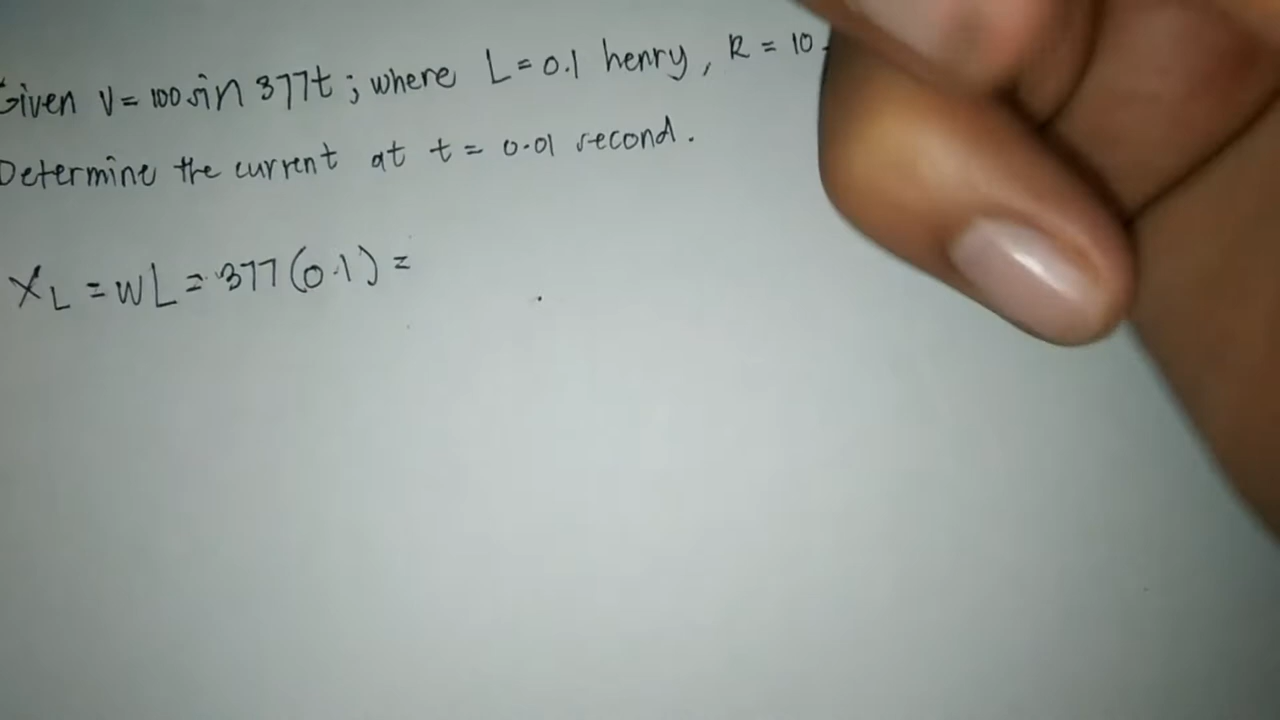 Given V = 100 sin 377t ; where L = 0.1 henry , R = 10
Determine the current at t = 0.01 second .
XL = WL = 377 (0.1) =